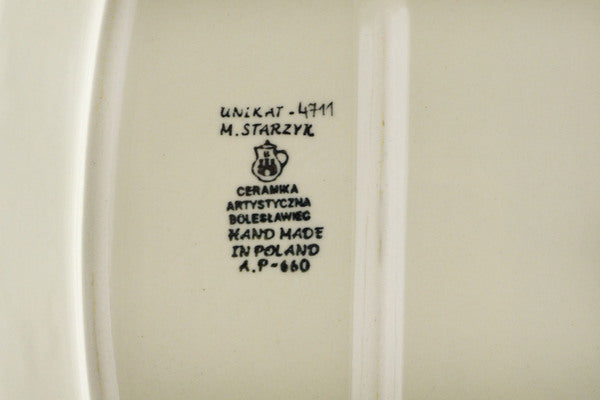 UNIKAT - 4711
M. STARZYK
CERAMIKA
ARTYSTYCZNA
BOLESŁAWIEC
HAND MADE
IN POLAND
A.P-660